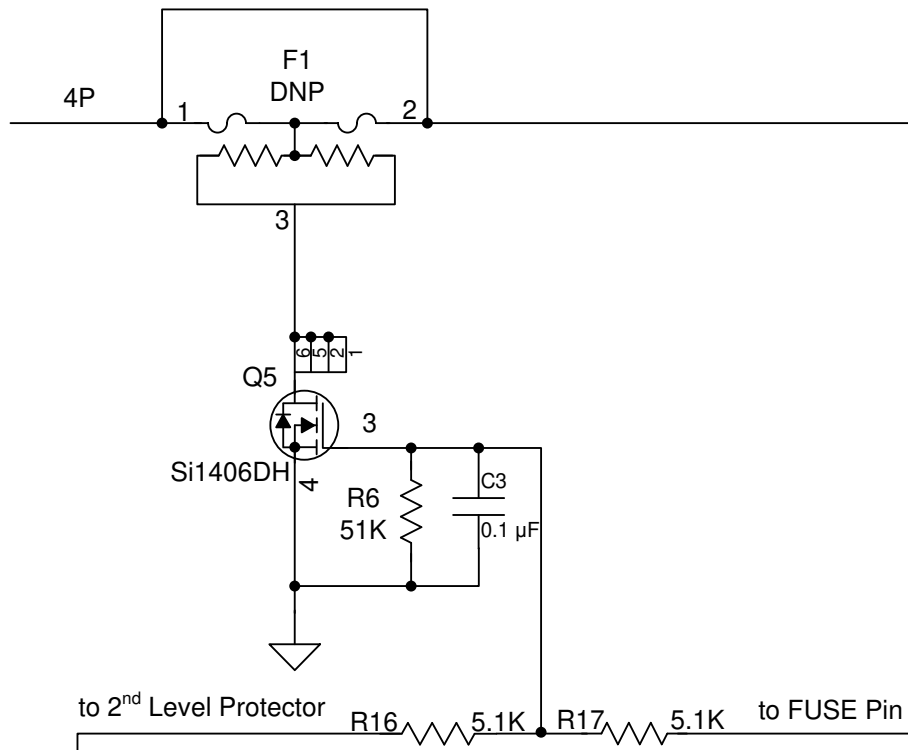 F1
DNP
4P
1
2
3
6
5
2
1
Q5
3
Si1406DH
4
R6
51K
C3
0.1 µF
to 2nd Level Protector
R16
5.1K
R17
5.1K
to FUSE Pin